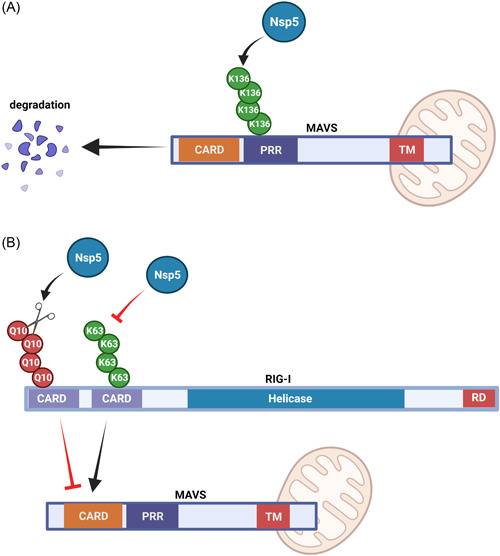 (A)
Nsp5
K136
K136
K136
K136
degradation
MAVS
CARD PRR TM
(B)
Nsp5
Nsp5
Q10
Q10
Q10
Q10
K63
K63
K63
K63
RIG-I
CARD CARD Helicase RD
MAVS
CARD PRR TM